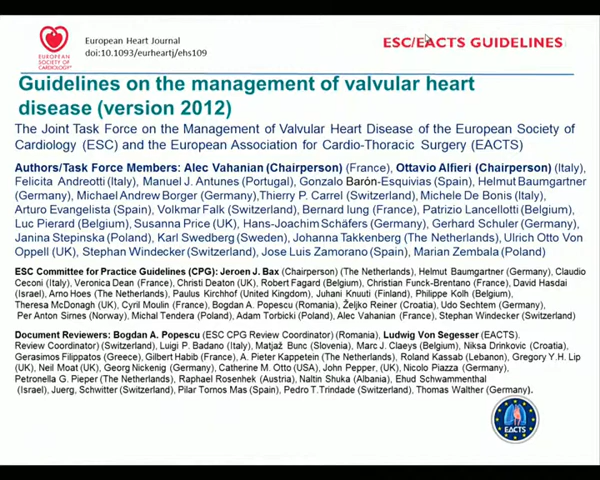 EUROPEAN
SOCIETY OF
CARDIOLOGY®
European Heart Journal
doi:10.1093/eurheartj/ehs109
ESC/EACTS GUIDELINES
Guidelines on the management of valvular heart
disease (version 2012)
The Joint Task Force on the Management of Valvular Heart Disease of the European Society of
Cardiology (ESC) and the European Association for Cardio-Thoracic Surgery (EACTS)
Authors/Task Force Members: Alec Vahanian (Chairperson) (France), Ottavio Alfieri (Chairperson) (Italy),
Felicita Andreotti (Italy), Manuel J. Antunes (Portugal), Gonzalo Barón-Esquivias (Spain), Helmut Baumgartner
(Germany), Michael Andrew Borger (Germany),Thierry P. Carrel (Switzerland), Michele De Bonis (Italy),
Arturo Evangelista (Spain), Volkmar Falk (Switzerland), Bernard Iung (France), Patrizio Lancellotti (Belgium),
Luc Pierard (Belgium), Susanna Price (UK), Hans-Joachim Schäfers (Germany), Gerhard Schuler (Germany),
Janina Stepinska (Poland), Karl Swedberg (Sweden), Johanna Takkenberg (The Netherlands), Ulrich Otto Von
Oppell (UK), Stephan Windecker (Switzerland), Jose Luis Zamorano (Spain), Marian Zembala (Poland)
ESC Committee for Practice Guidelines (CPG): Jeroen J. Bax (Chairperson) (The Netherlands), Helmut Baumgartner (Germany), Claudio
Ceconi (Italy), Veronica Dean (France), Christi Deaton (UK), Robert Fagard (Belgium), Christian Funck-Brentano (France), David Hasdai
(Israel), Arno Hoes (The Netherlands), Paulus Kirchhof (United Kingdom), Juhani Knuuti (Finland), Philippe Kolh (Belgium),
Theresa McDonagh (UK), Cyril Moulin (France), Bogdan A. Popescu (Romania), Željko Reiner (Croatia), Udo Sechtem (Germany),
Per Anton Sirnes (Norway), Michal Tendera (Poland), Adam Torbicki (Poland), Alec Vahanian (France), Stephan Windecker (Switzerland)
Document Reviewers: Bogdan A. Popescu (ESC CPG Review Coordinator) (Romania), Ludwig Von Segesser (EACTS).
Review Coordinator) (Switzerland), Luigi P. Badano (Italy), Matjaž Bunc (Slovenia), Marc J. Claeys (Belgium), Niksa Drinkovic (Croatia),
Gerasimos Filippatos (Greece), Gilbert Habib (France), A. Pieter Kappetein (The Netherlands), Roland Kassab (Lebanon), Gregory Y.H. Lip
(UK), Neil Moat (UK), Georg Nickenig (Germany), Catherine M. Otto (USA), John Pepper, (UK), Nicolo Piazza (Germany),
Petronella G. Pieper (The Netherlands), Raphael Rosenhek (Austria), Naltin Shuka (Albania), Ehud Schwammenthal
(Israel), Juerg, Schwitter (Switzerland), Pilar Tornos Mas (Spain), Pedro T.Trindade (Switzerland), Thomas Walther (Germany).
EACTS